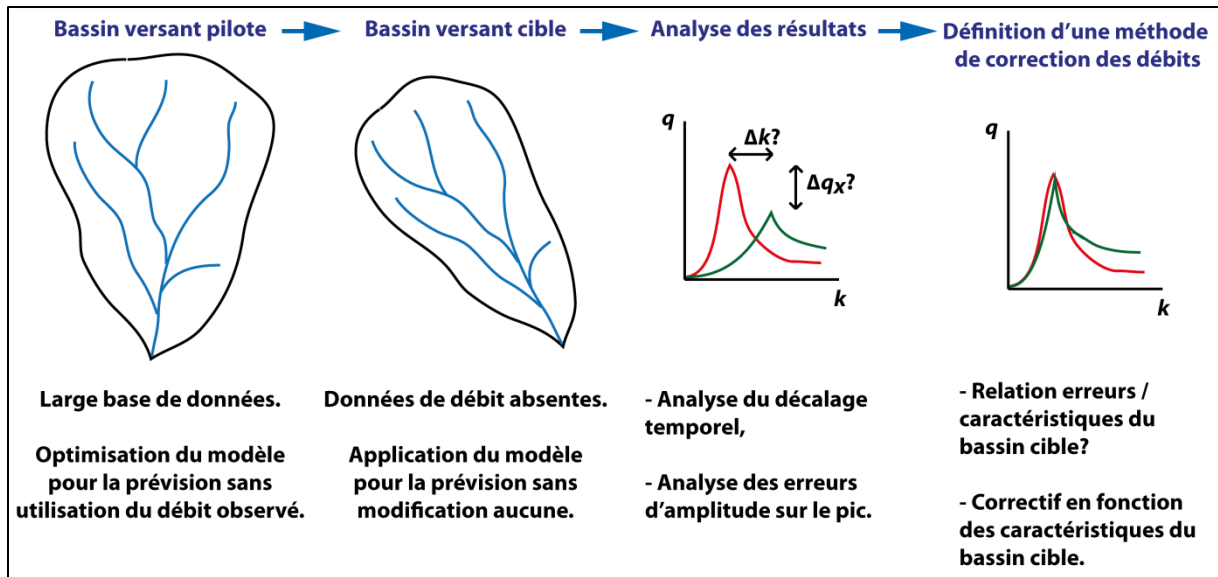 Bassin versant pilote
Bassin versant cible
Analyse des résultats
Définition d’une méthode
de correction des débits
q
Δk?
Δqx?
k
q
k
Large base de données.
Optimisation du modèle
pour la prévision sans
utilisation du débit observé.
Données de débit absentes.
Application du modèle
pour la prévision sans
modification aucune.
- Analyse du décalage
temporel,
- Analyse des erreurs
d’amplitude sur le pic.
- Relation erreurs /
caractéristiques du
bassin cible?
- Correctif en fonction
des caractéristiques du
bassin cible.